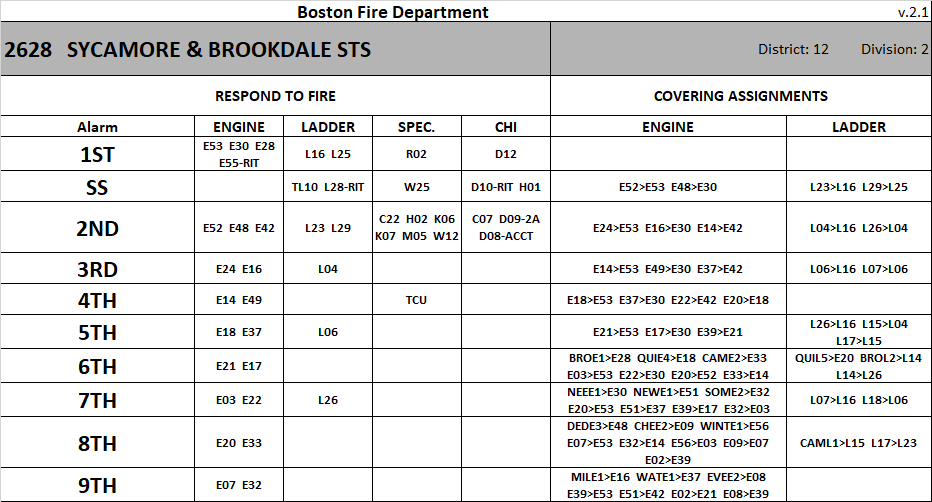 Boston Fire Department v.2.1
2628 SYCAMORE & BROOKDALE STS District: 12 Division: 2
RESPOND TO FIRE COVERING ASSIGNMENTS
Alarm ENGINE LADDER SPEC. CHI ENGINE LADDER
1ST E53 E30 E28 L16 L25 R02 D12
E55-RIT
SS TL10 L28-RIT W25 D10-RIT H01 E52>E53 E48>E30 L23>L16 L29>L25
2ND E52 E48 E42 L23 L29 C22 H02 K06 C07 D09-2A E24>E53 E16>E30 E14>E42 L04>L16 L26>L04
K07 M05 W12 D08-ACCT
3RD E24 E16 L04 E14>E53 E49>E30 E37>E42 L06>L16 L07>L06
4TH E14 E49 TCU E18>E53 E37>E30 E22>E42 E20>E18
5TH E18 E37 L06 E21>E53 E17>E30 E39>E21 L26>L16 L15>L04
L17>L15
6TH E21 E17 BROE1>E28 QUIE4>E18 CAME2>E33 QUIL5>E20 BROL2>L14
E03>E53 E22>E30 E20>E52 E33>E14 L14>L26
7TH E03 E22 L26 NEEE1>E30 NEWE1>E51 SOME2>E32 L07>L16 L18>L06
E20>E53 E51>E37 E39>E17 E32>E03
8TH E20 E33 DEDE3>E48 CHEE2>E09 WINTE1>E56 CAML1>L15 L17>L23
E07>E53 E32>E14 E56>E03 E09>E07
E02>E39
9TH E07 E32 MILE1>E16 WATE1>E37 EVEE2>E08
E39>E53 E51>E42 E02>E21 E08>E39